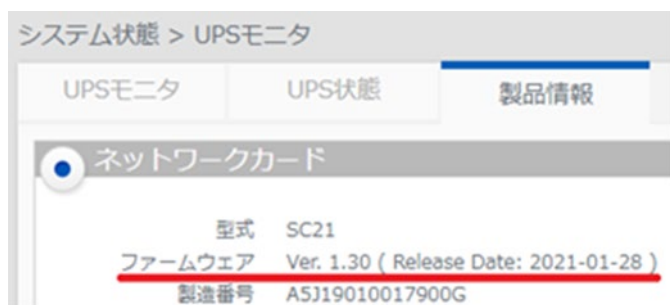 システム状態 > UPSモニタ
UPSモニタ UPS状態 製品情報
ネットワークカード
型式 SC21
ファームウェア Ver. 1.30 ( Release Date: 2021-01-28 )
製造番号 A5J19010017900G